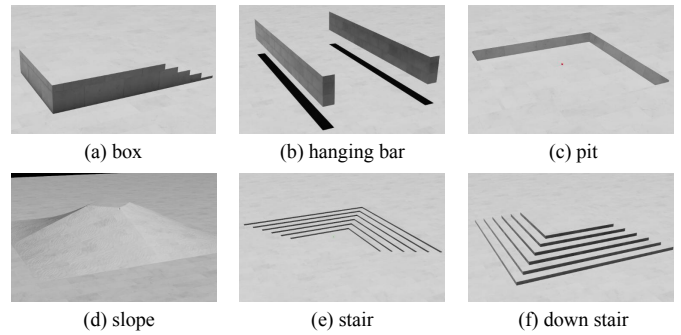 (a) box
(b) hanging bar
(c) pit
(d) slope
(e) stair
(f) down stair